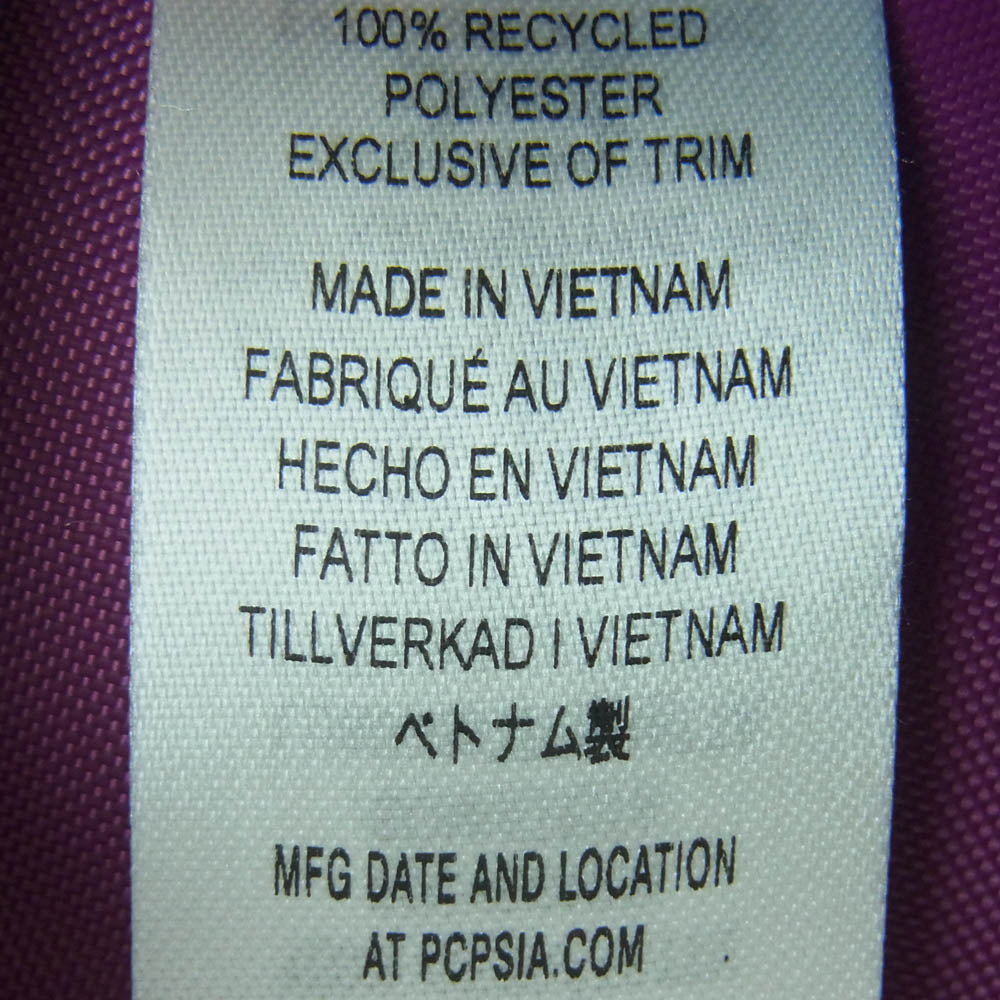 100% RECYCLED
POLYESTER
EXCLUSIVE OF TRIM
MADE IN VIETNAM
FABRIQUÉ AU VIETNAM
HECHO EN VIETNAM
FATTO IN VIETNAM
TILLVERKAD I VIETNAM
ベトナム製
MFG DATE AND LOCATION
AT PCPSIA.COM